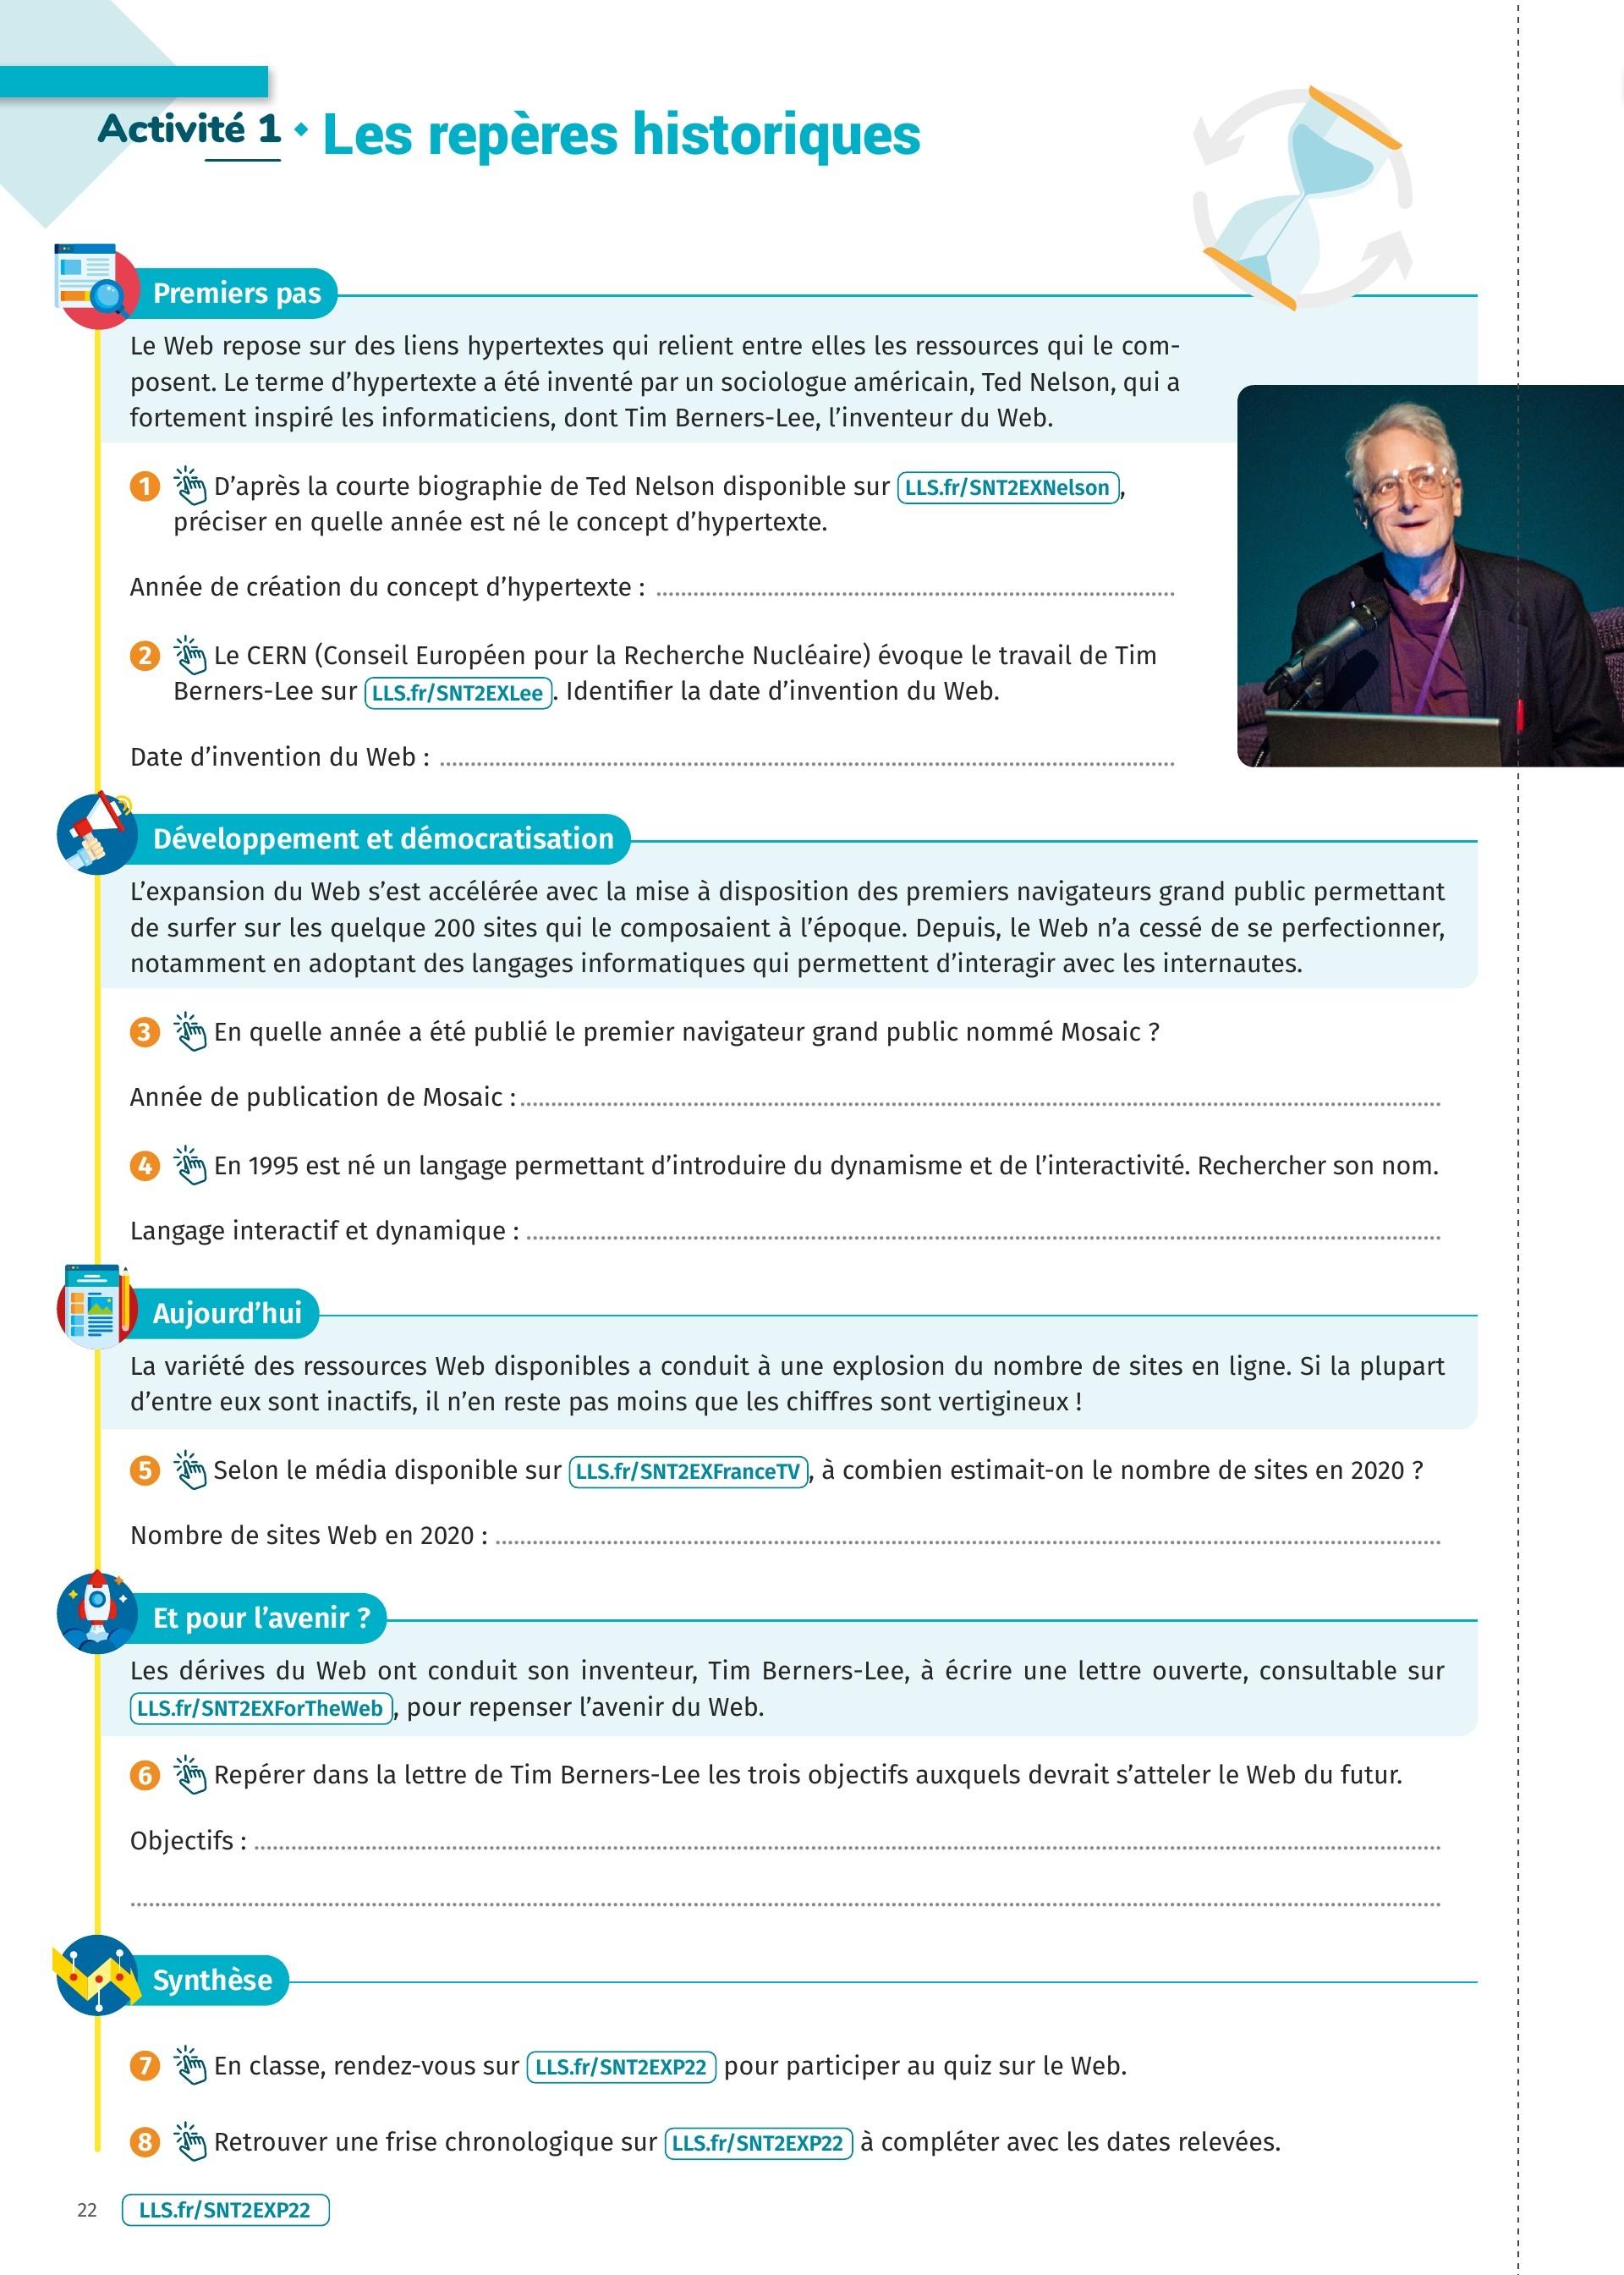 Activité 1 Les repères historiques
Premiers pas
Le Web repose sur des liens hypertextes qui relient entre elles les ressources qui le com-
posent. Le terme d'hypertexte a été inventé par un sociologue américain, Ted Nelson, qui a
fortement inspiré les informaticiens, dont Tim Berners-Lee, l'inventeur du Web.
1 D'après la courte biographie de Ted Nelson disponible sur LLS.fr/SNT2EXNelson,
préciser en quelle année est né le concept d'hypertexte.
Année de création du concept d'hypertexte :
2 Le CERN (Conseil Européen pour la Recherche Nucléaire) évoque le travail de Tim
Berners-Lee sur LLS.fr/SNT2EXLee. Identifier la date d'invention du Web.
Date d'invention du Web :
Développement et démocratisation
L'expansion du Web s'est accélérée avec la mise à disposition des premiers navigateurs grand public permettant
de surfer sur les quelque 200 sites qui le composaient à l'époque. Depuis, le Web n'a cessé de se perfectionner,
notamment en adoptant des langages informatiques qui permettent d'interagir avec les internautes.
3 En quelle année a été publié le premier navigateur grand public nommé Mosaic ?
Année de publication de Mosaic :
4 En 1995 est né un langage permettant d'introduire du dynamisme et de l'interactivité. Rechercher son nom.
Langage interactif et dynamique :
Aujourd'hui
La variété des ressources Web disponibles a conduit à une explosion du nombre de sites en ligne. Si la plupart
d'entre eux sont inactifs, il n'en reste pas moins que les chiffres sont vertigineux !
5 Selon le média disponible sur LLS.fr/SNT2EXFranceTV, à combien estimait-on le nombre de sites en 2020 ?
Nombre de sites Web en 2020 :
Et pour l'avenir ?
Les dérives du Web ont conduit son inventeur, Tim Berners-Lee, à écrire une lettre ouverte, consultable sur
LLS.fr/SNT2EXForTheWeb, pour repenser l'avenir du Web.
6 Repérer dans la lettre de Tim Berners-Lee les trois objectifs auxquels devrait s'atteler le Web du futur.
Objectifs :
Synthèse
7 En classe, rendez-vous sur LLS.fr/SNT2EXP22 pour participer au quiz sur le Web.
8 Retrouver une frise chronologique sur LLS.fr/SNT2EXP22 à compléter avec les dates relevées.
22 LLS.fr/SNT2EXP22